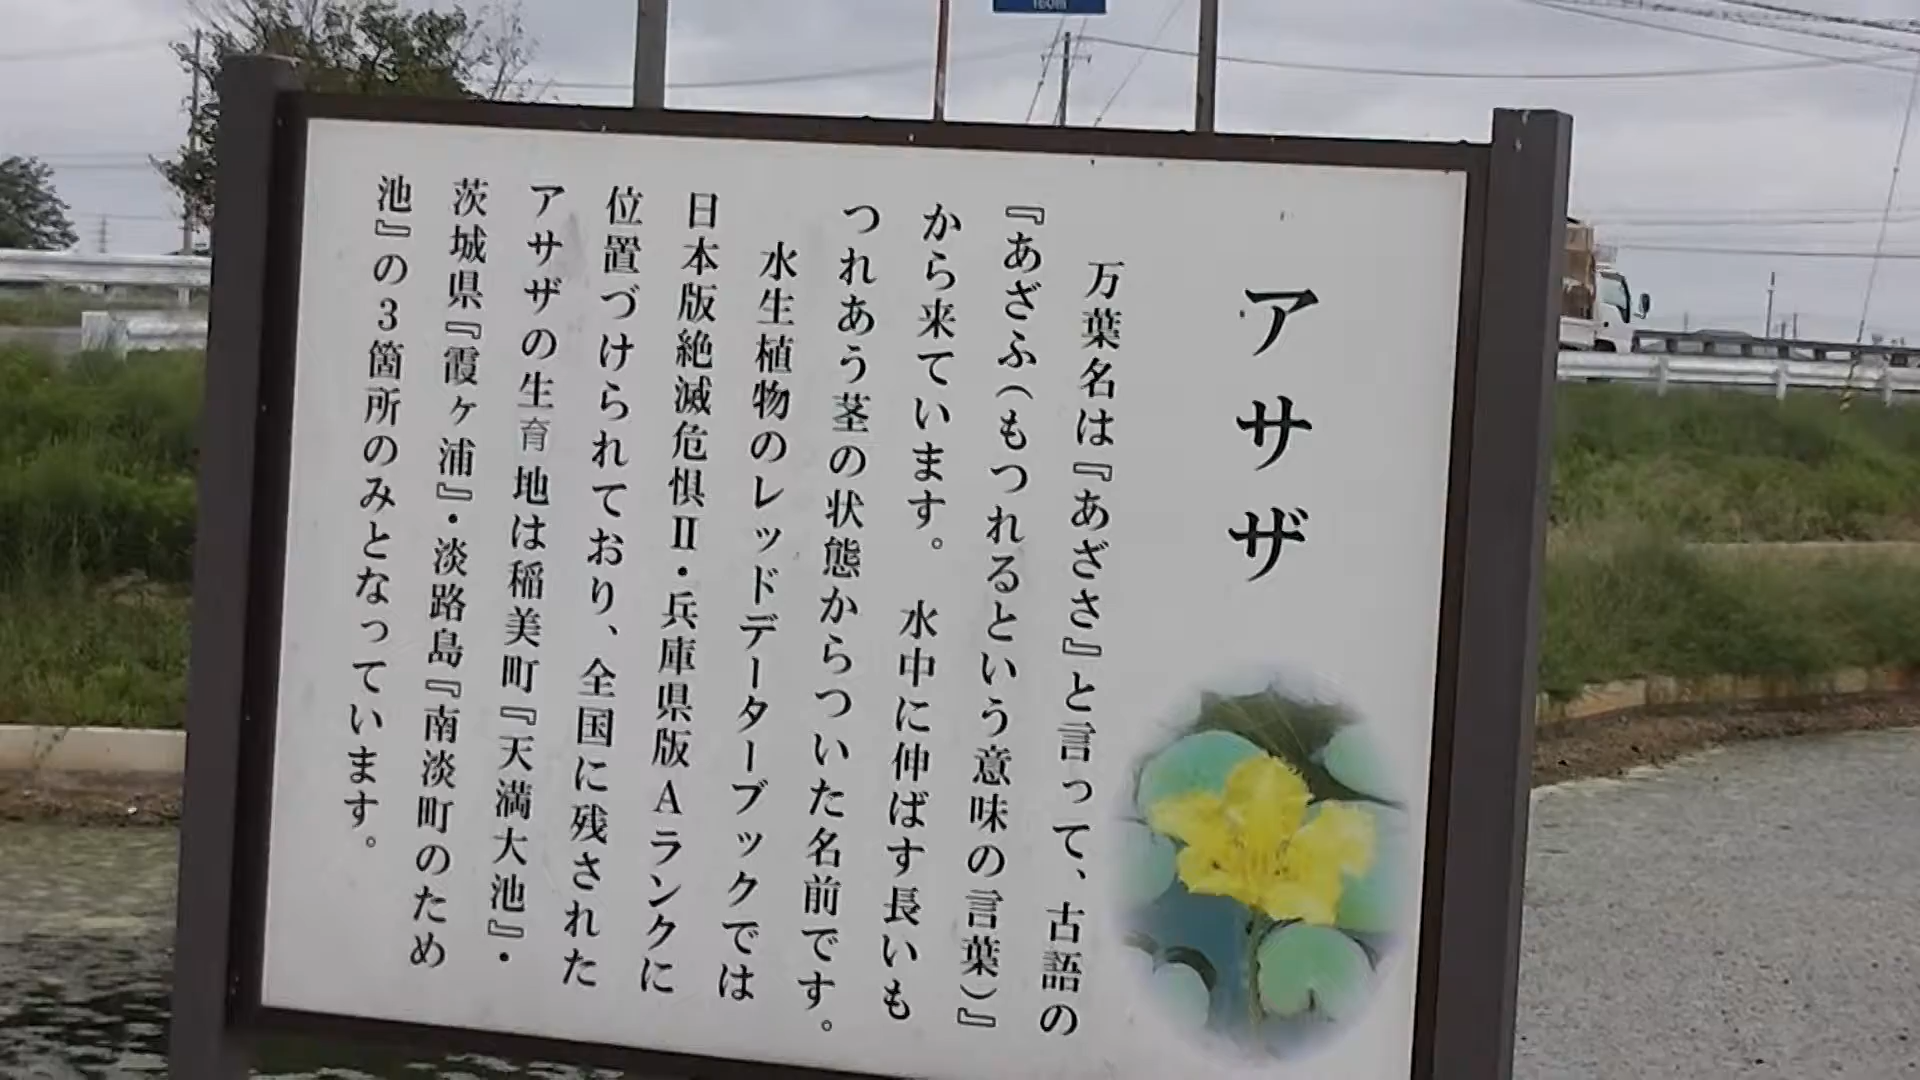 160m
アサザ
万葉名は『あざさ』と言って、古語の
『あざふ（もつれるという意味の言葉）』
から来ています。 水中に伸ばす長いも
つれあう茎の状態からついた名前です。
水生植物のレッドデーターブックでは
日本版絶滅危惧Ⅱ・兵庫県版Ａランクに
位置づけられており、全国に残された
アサザの生育地は稲美町『天満大池』・
茨城県『霞ヶ浦』・淡路島『南淡町のため
池』の３箇所のみとなっています。